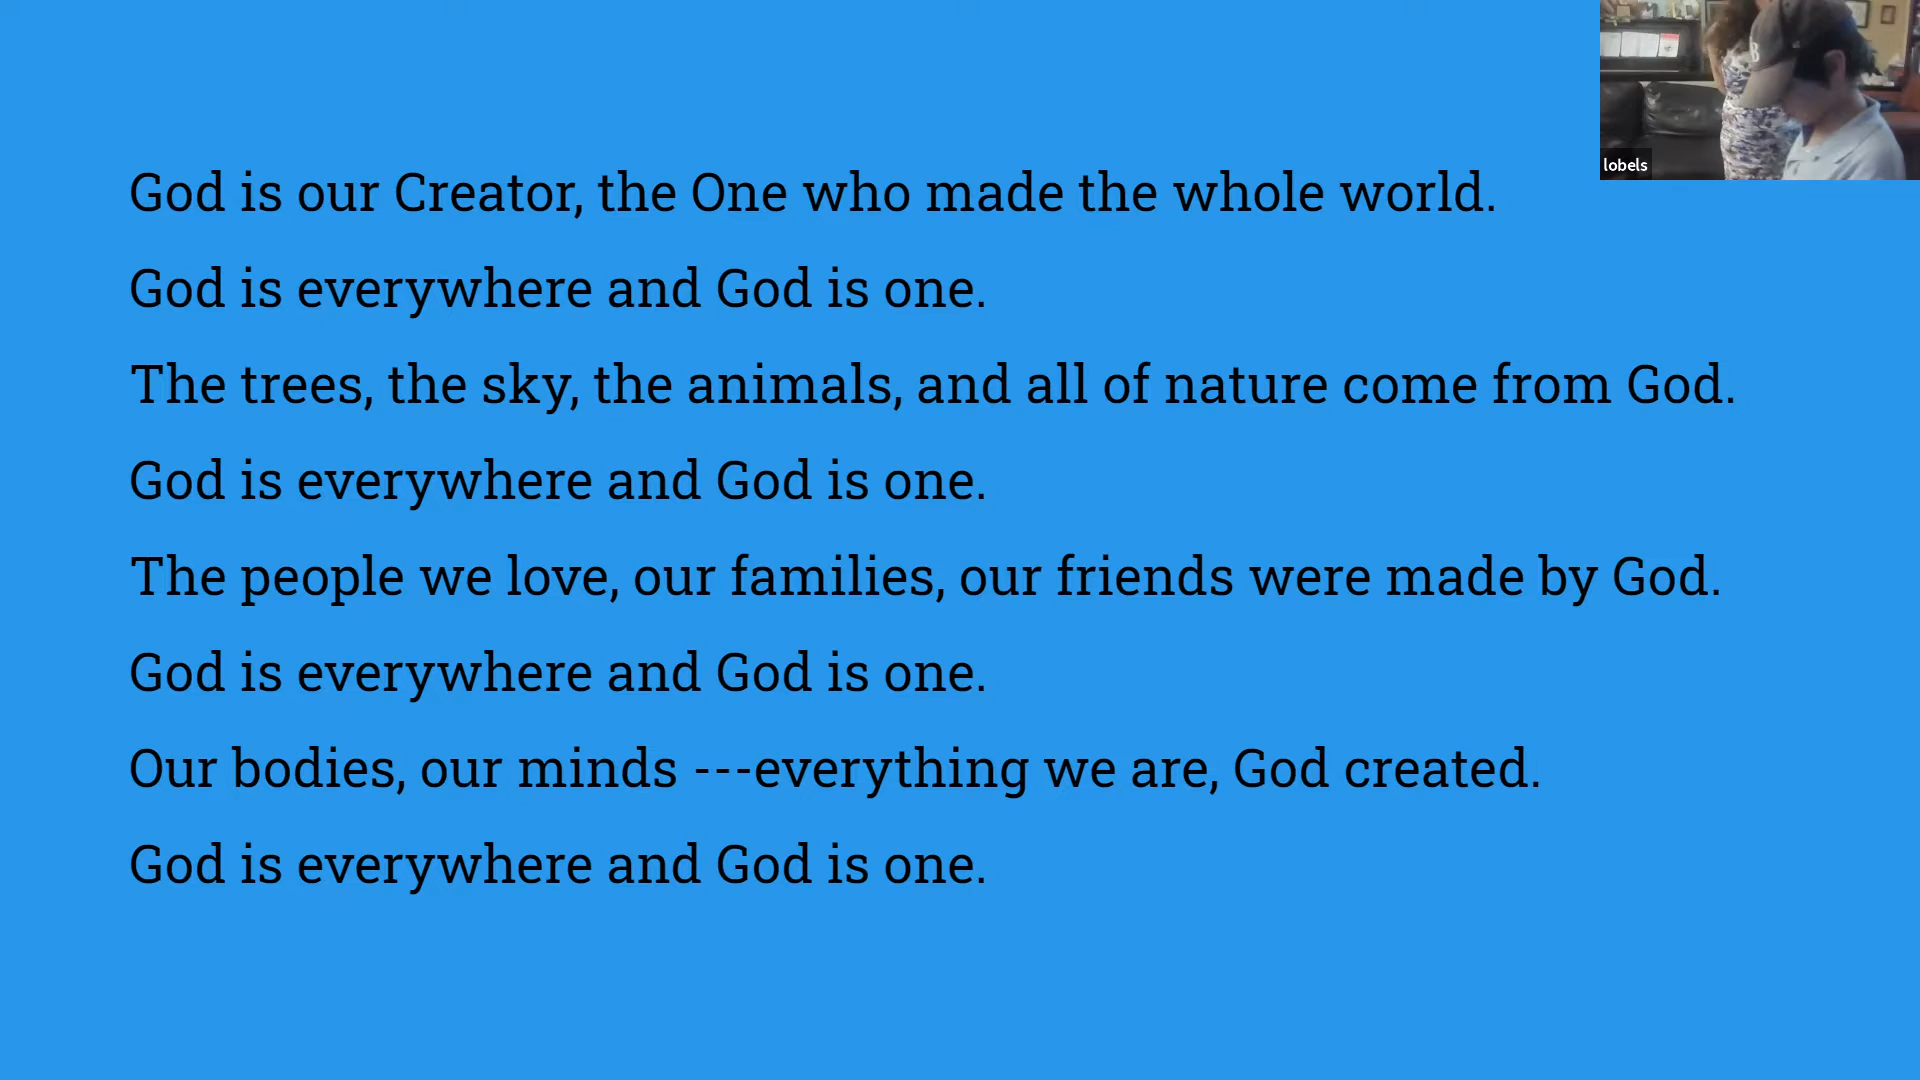 God is our Creator, the One who made the whole world.
God is everywhere and God is one.
The trees, the sky, the animals, and all of nature come from God.
God is everywhere and God is one.
The people we love, our families, our friends were made by God.
God is everywhere and God is one.
Our bodies, our minds ---everything we are, God created.
God is everywhere and God is one.
B
lobels